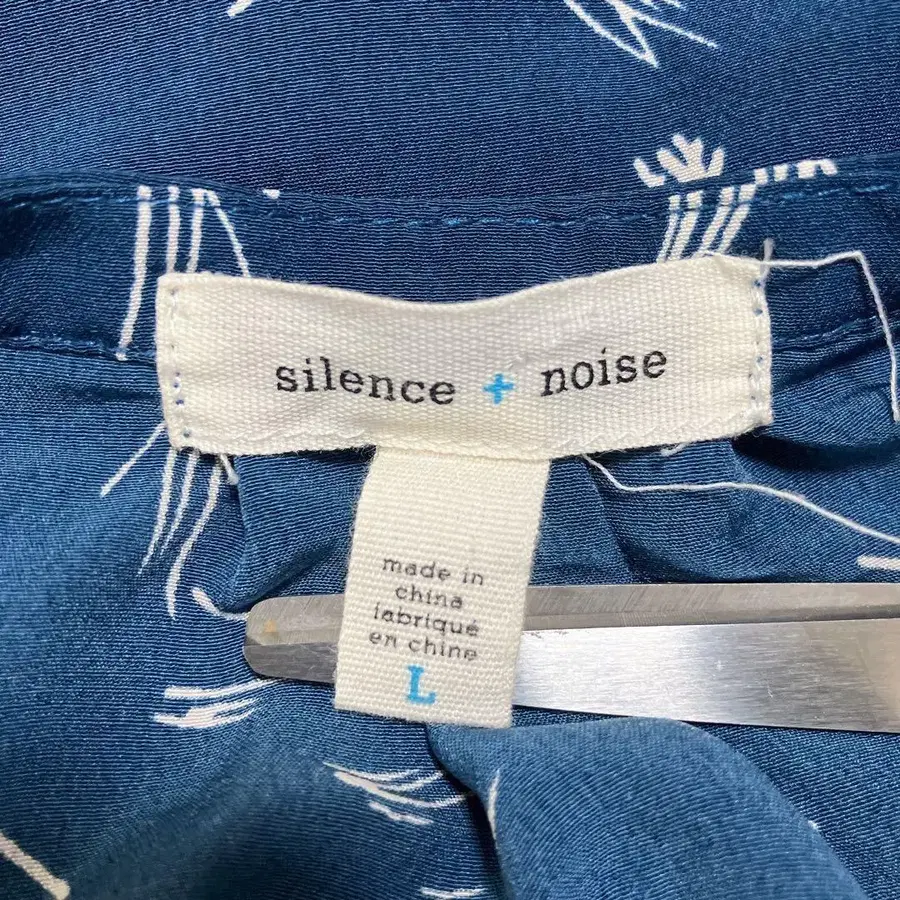 silence + noise
made in
china
fabriqué
en chine
L